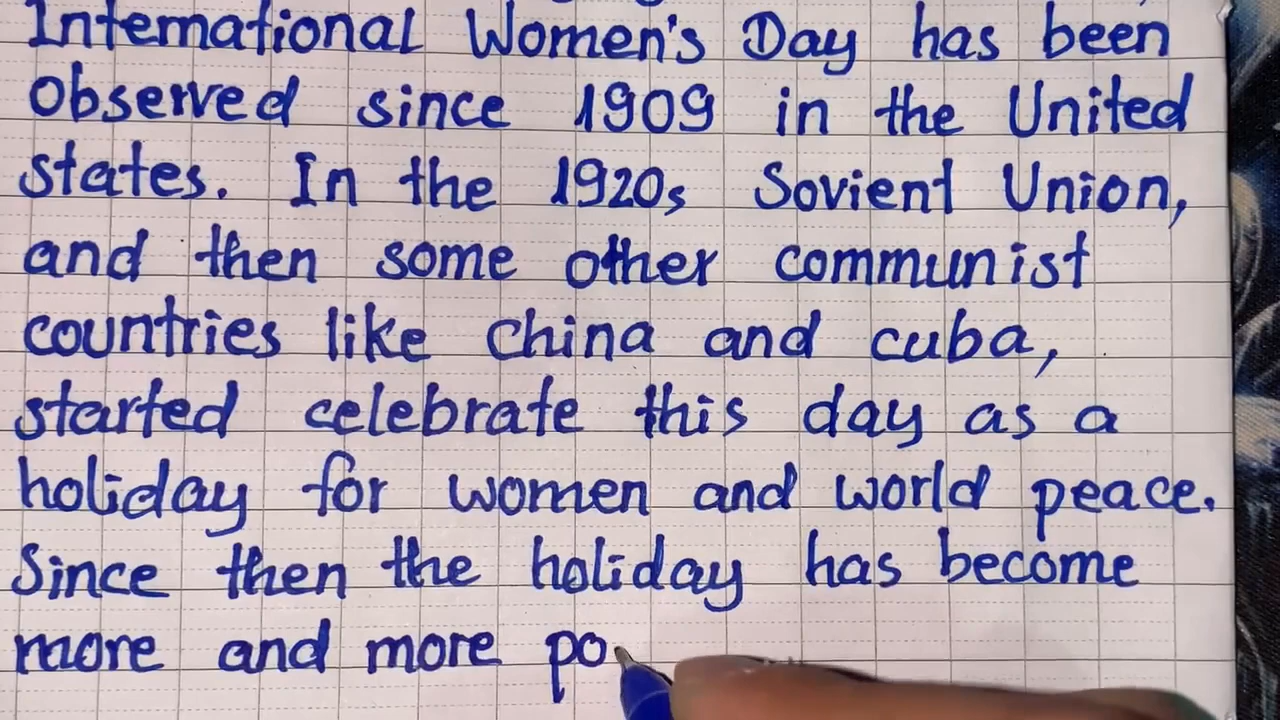 International Women's Day has been
Observed since 1909 in the United
states. In the 1920s Sovient Union,
and then some other communist
countries like China and cuba,
started celebrate this day as a
holiday for women and world peace.
Since then the holiday has become
more and more po